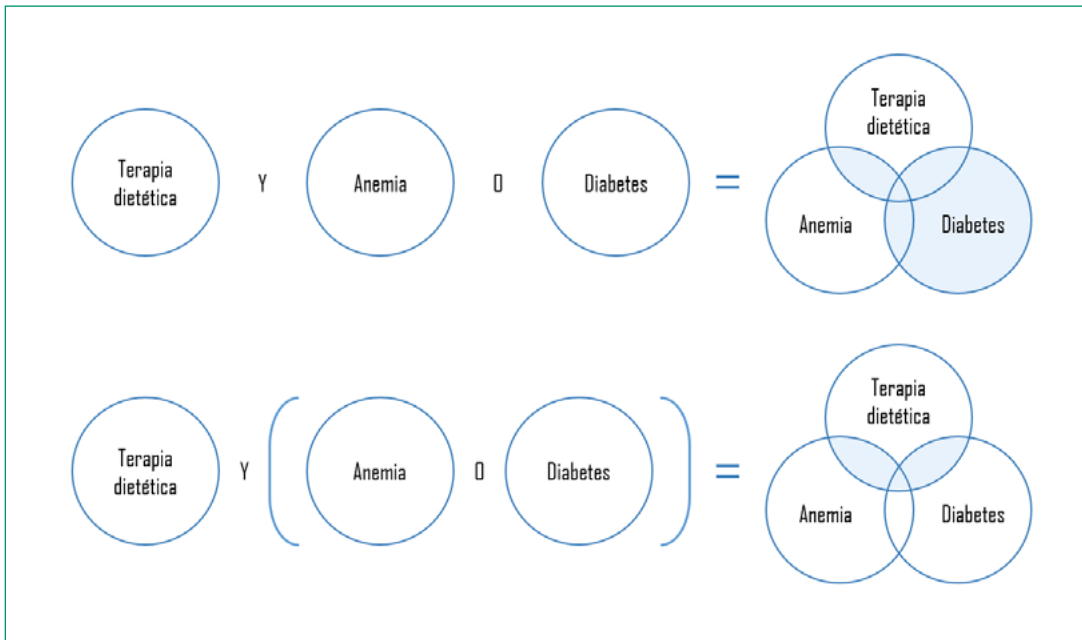 Terapia
dietética
Y
Anemia
O
Diabetes
=
Terapia
dietética
Anemia
Diabetes
Terapia
dietética
Y
(
Anemia
O
Diabetes
)
=
Terapia
dietética
Anemia
Diabetes